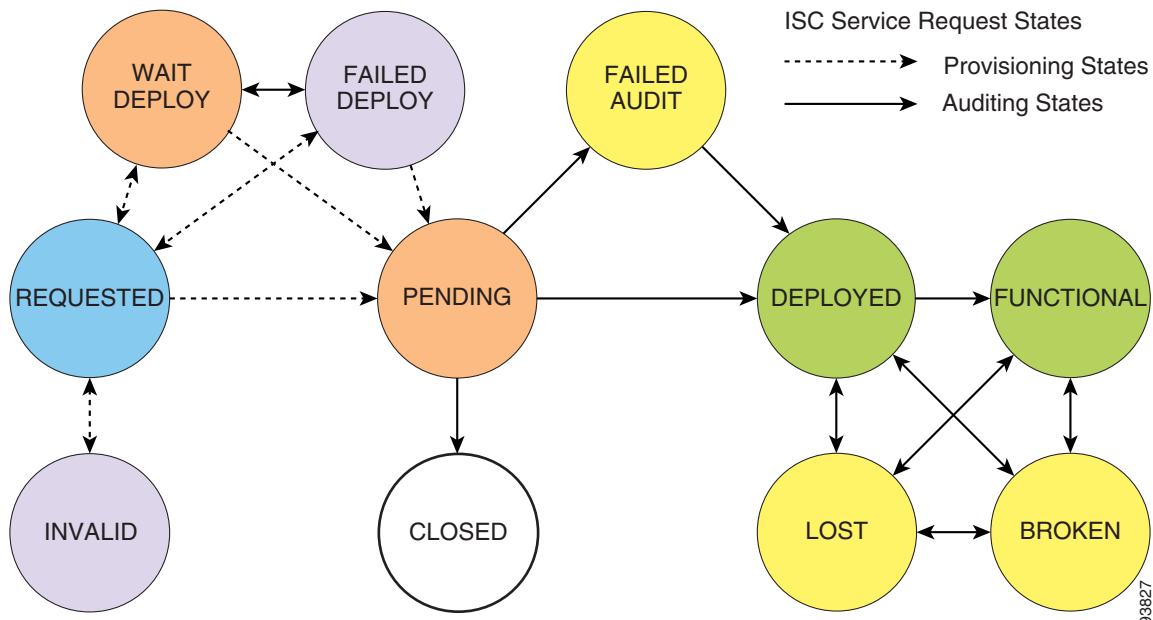 ISC Service Request States
Provisioning States
Auditing States
WAIT
DEPLOY
FAILED
DEPLOY
FAILED
AUDIT
REQUESTED
PENDING
DEPLOYED
FUNCTIONAL
INVALID
CLOSED
LOST
BROKEN
93827